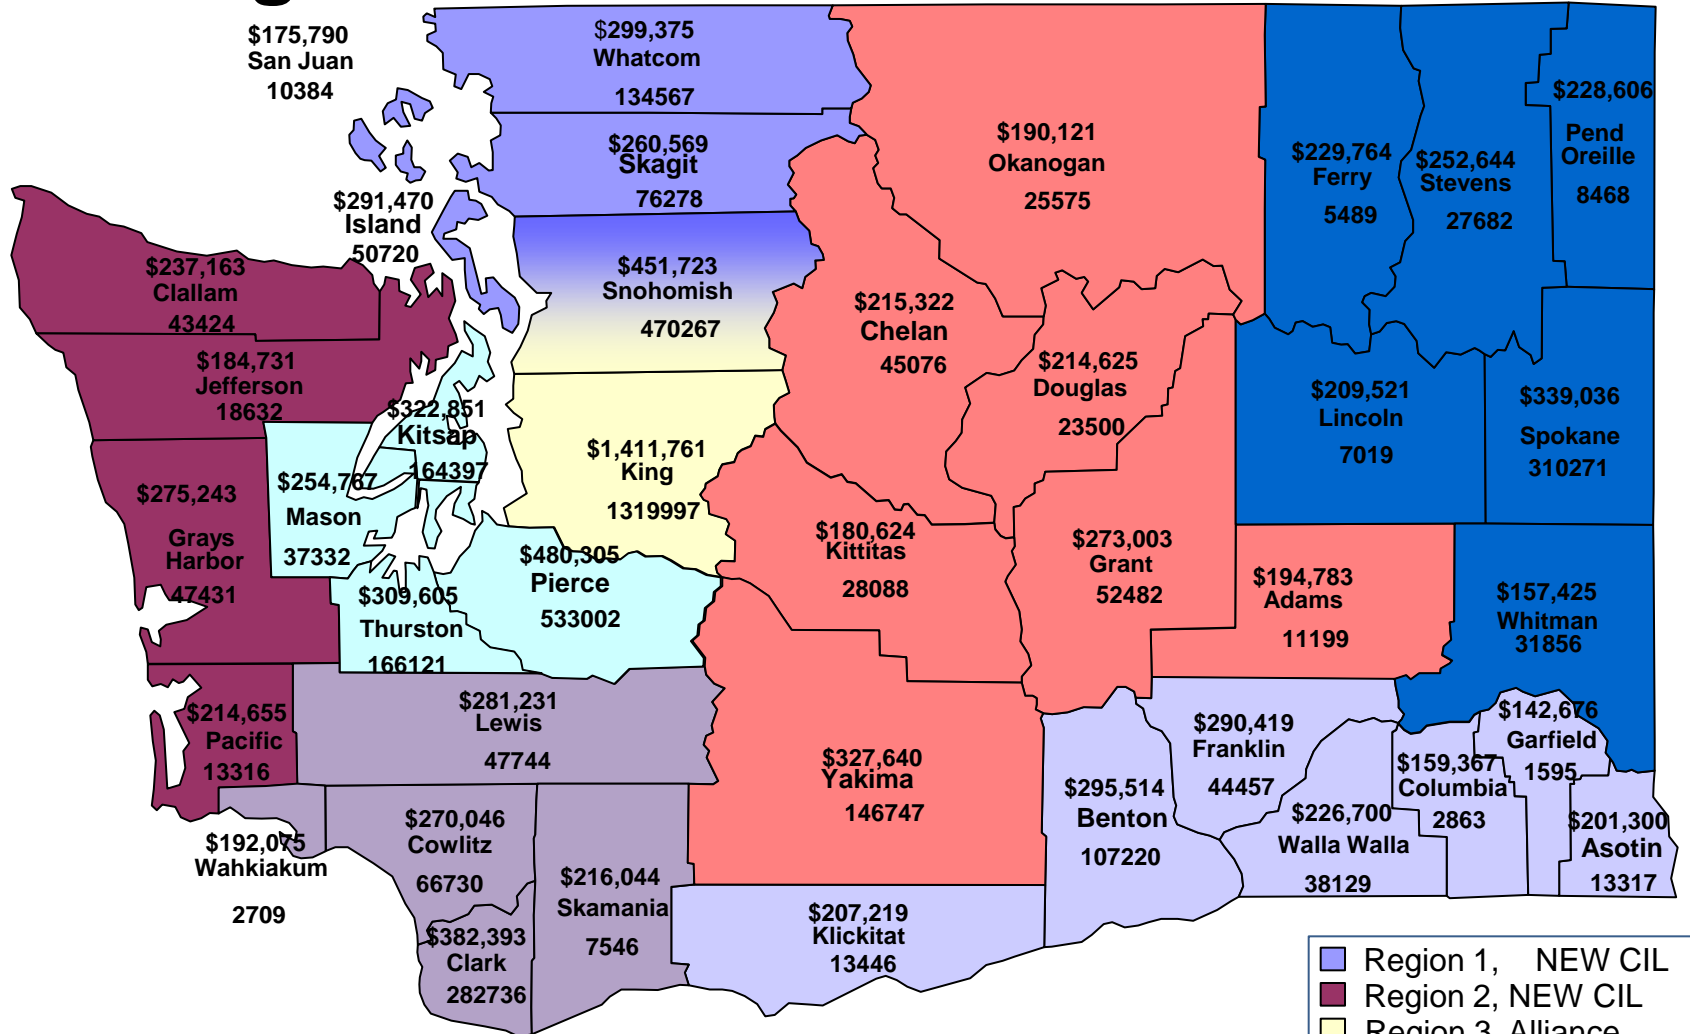 $175,790
San Juan
10384
$299,375
Whatcom
134567
$260,569
Skagit
76278
$291,470
Island
50720
$451,723
Snohomish
470267
$237,163
Clallam
43424
$184,731
Jefferson
18632
$322,851
Kitsap
164397
$275,243
Grays
Harbor
47431
$254,767
Mason
37332
$309,605
Thurston
166121
$1,411,761
King
1319997
$480,305
Pierce
533002
$214,655
Pacific
13316
$281,231
Lewis
47744
$192,075
Wahkiakum
2709
$270,046
Cowlitz
66730
$382,393
Clark
282736
$216,044
Skamania
7546
$190,121
Okanogan
25575
$215,322
Chelan
45076
$214,625
Douglas
23500
$180,624
Kittitas
28088
$273,003
Grant
52482
$194,783
Adams
11199
$327,640
Yakima
146747
$207,219
Klickitat
13446
$229,764
Ferry
5489
$252,644
Stevens
27682
$228,606
Pend
Oreille
8468
$209,521
Lincoln
7019
$339,036
Spokane
310271
$157,425
Whitman
31856
$295,514
Benton
107220
$290,419
Franklin
44457
$226,700
Walla Walla
38129
$159,367
Columbia
2863
$142,676
Garfield
1595
$201,300
Asotin
13317
Region 1, NEW CIL
Region 2, NEW CIL
Region 3, Alliance